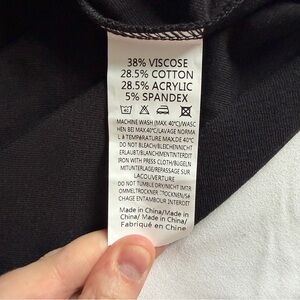 38% VISCOSE
28.5% COTTON
28.5% ACRYLIC
5% SPANDEX
MACHINE WASH (MAX. 40°C)/WASC
HEN BEI MAX.40°C/LAVAGE NORMA
L à TEMPÉRATURE MAX.DE 40°C
DO NOT BLEACH/BLEICHENNICHT
ERLAUBT/BLANCHIMENTINTERDIT
IRON WITH PRESS CLOTH/BÜGELN
MITUNTERLAGE/REPASSAGE SUR
LACOUVERTURE
DO NOT TUMBLE DRY/NICHT IMTR
OMMELTROCKNER TROCKNEN/SÉ
CHAGE ENTAMBOUR INTERDIT
Made in China/Made in
China/ Made in China/
Fabriqué en China